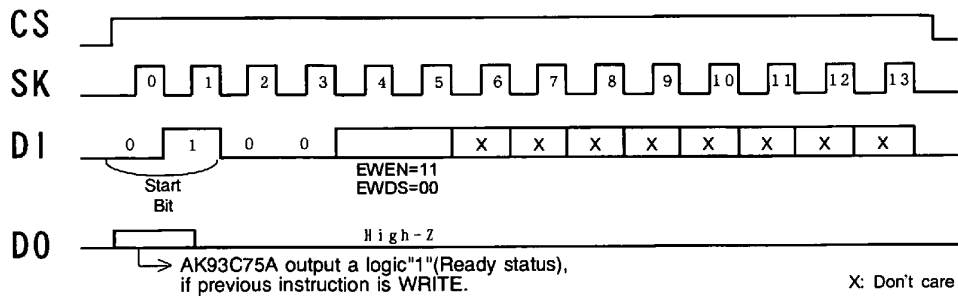 CS
SK 0 1 2 3 4 5 6 7 8 9 10 11 12 13
DI 0 1 0 0 X X X X X X X X
Start
Bit
EWEN=11
EWDS=00
DO High-Z
AK93C75A output a logic"1"(Ready status),
if previous instruction is WRITE.
X: Don't care